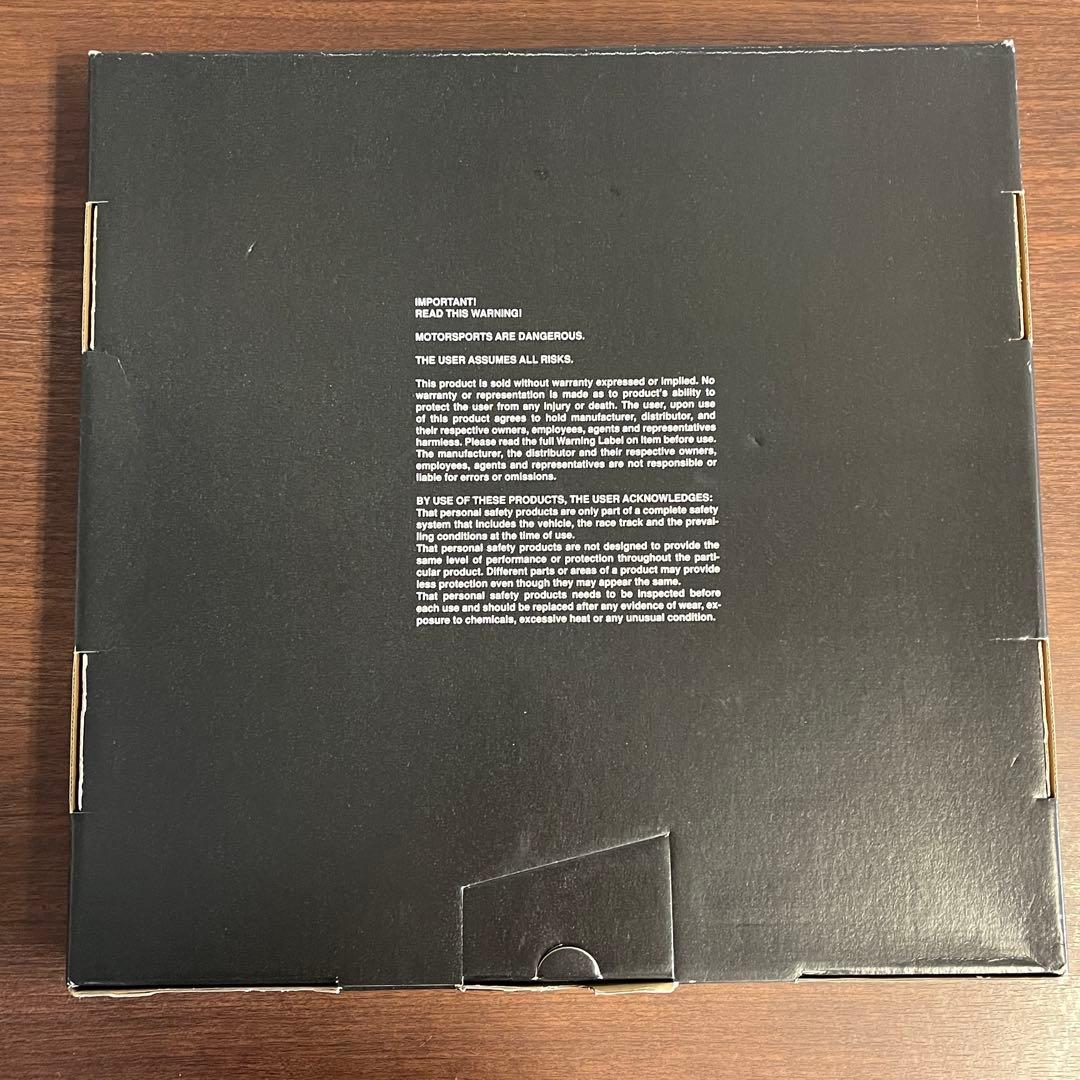 IMPORTANT!
READ THIS WARNING!
MOTORSPORTS ARE DANGEROUS.
THE USER ASSUMES ALL RISKS.
This product is sold without warranty expressed or implied. No
warranty or representation is made as to product's ability to
protect the user from any injury or death. The user, upon use
of this product agrees to hold manufacturer, distributor, and
their respective owners, employees, agents and representatives
harmless. Please read the full Warning Label on item before use.
The manufacturer, the distributor and their respective owners,
employees, agents and representatives are not responsible or
liable for errors or omissions.
BY USE OF THESE PRODUCTS, THE USER ACKNOWLEDGES:
That personal safety products are only part of a complete safety
system that includes the vehicle, the race track and the prevai-
ling conditions at the time of use.
That personal safety products are not designed to provide the
same level of performance or protection throughout the parti-
cular product. Different parts or areas of a product may provide
less protection even though they may appear the same.
That personal safety products needs to be inspected before
each use and should be replaced after any evidence of wear, ex-
posure to chemicals, excessive heat or any unusual condition.